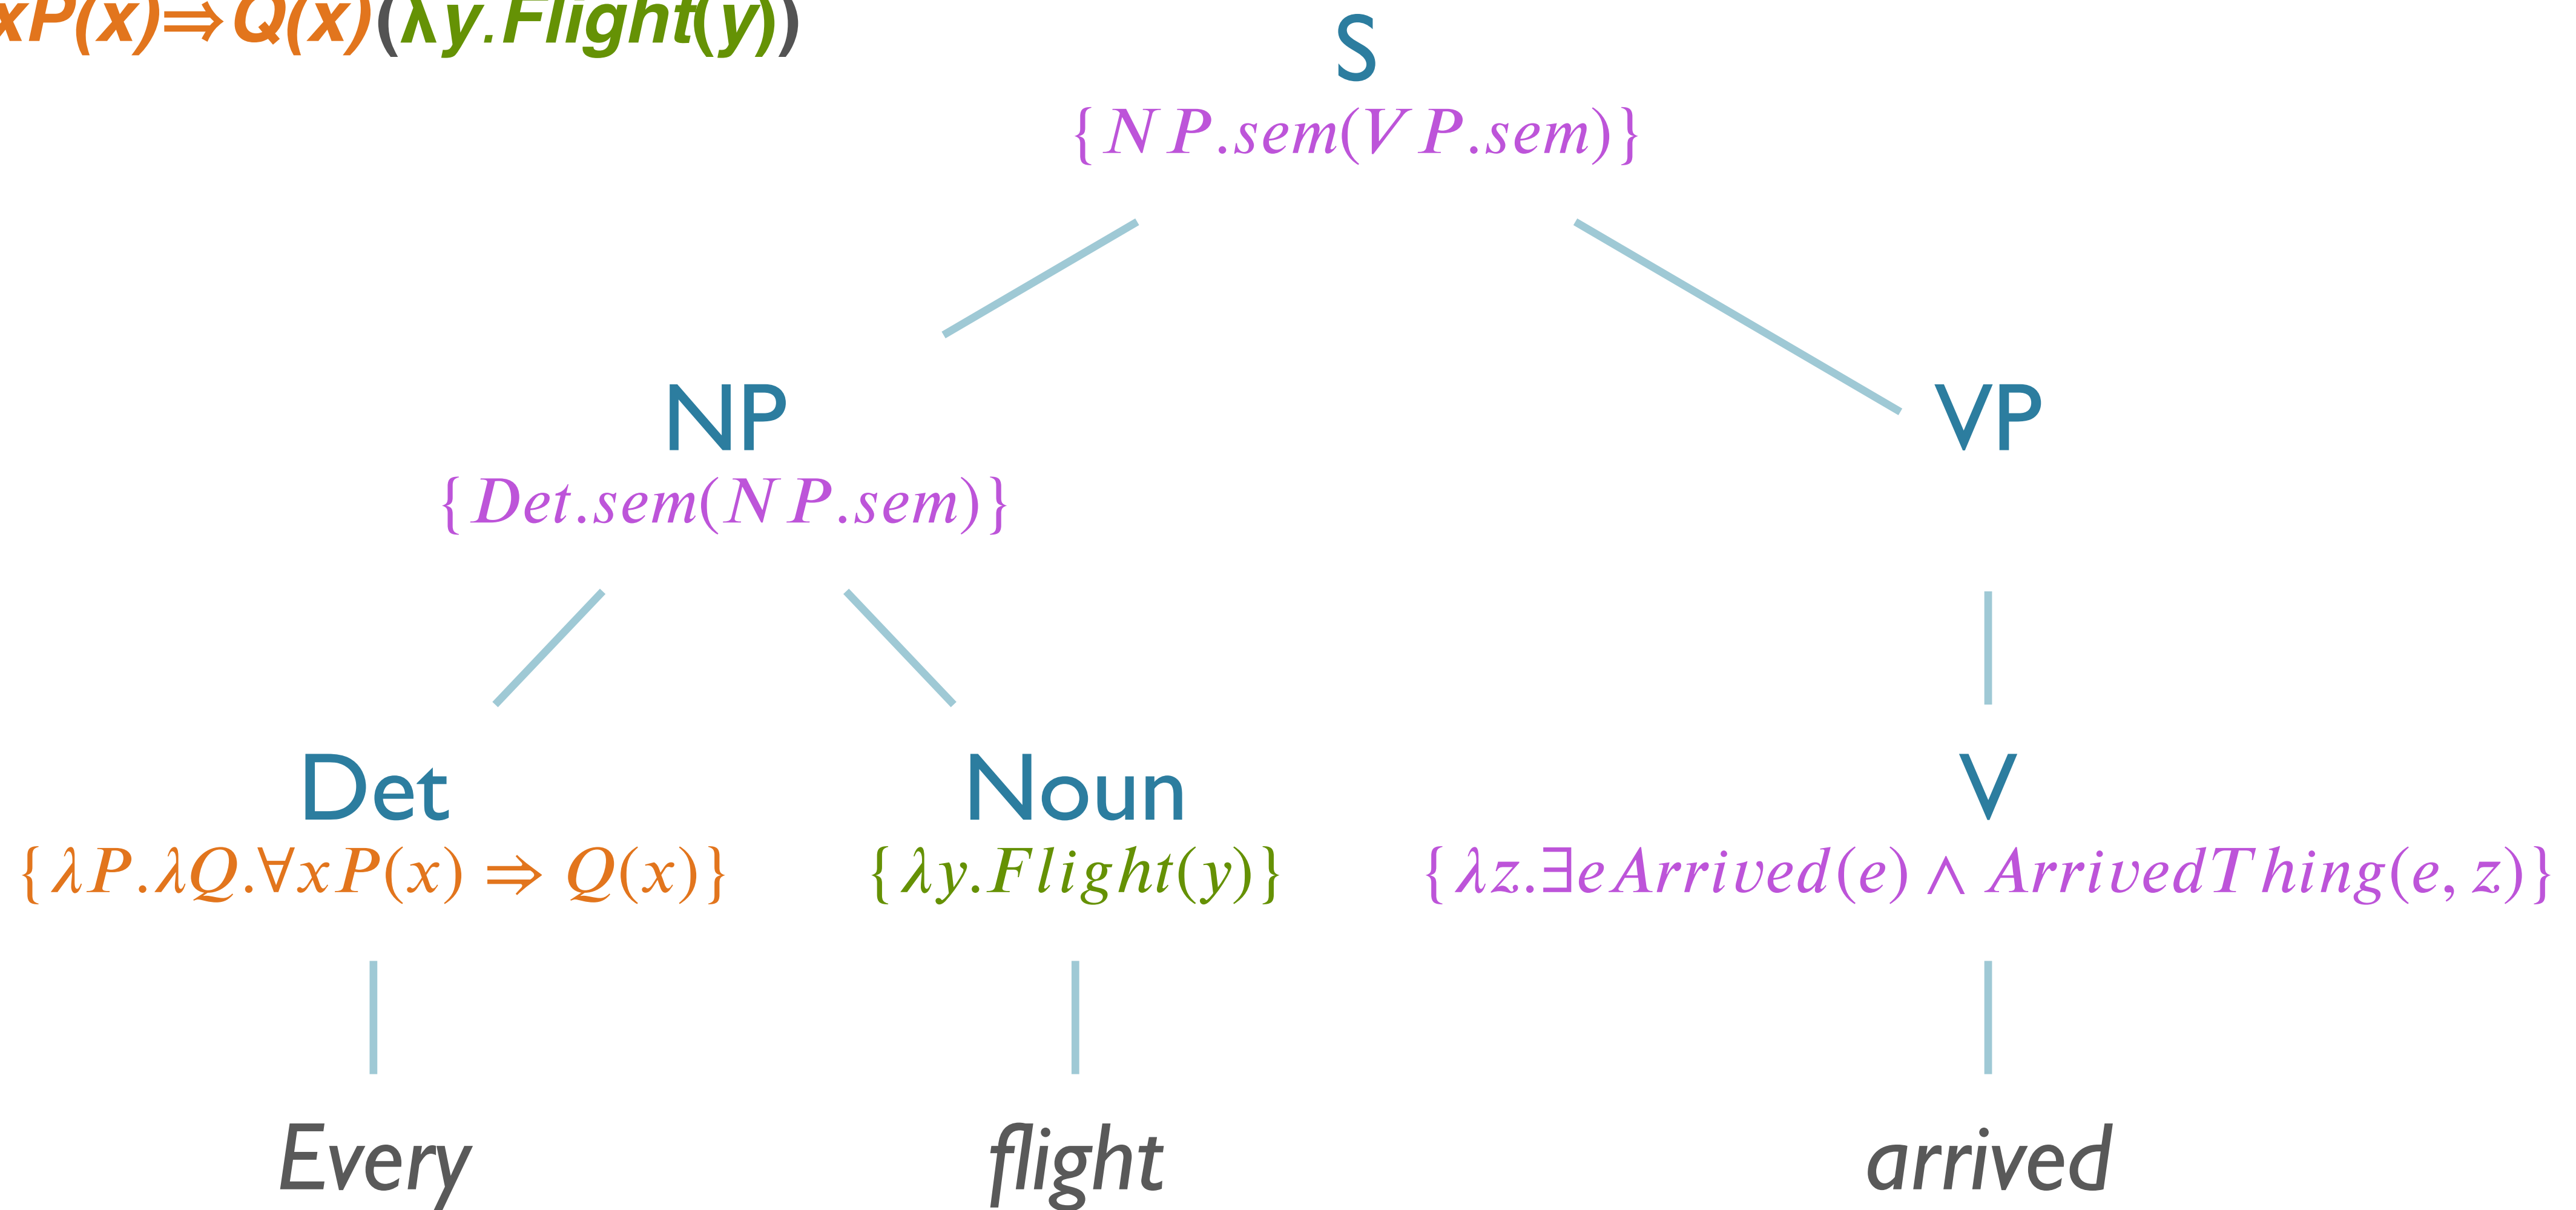 xP(x)⇒Q(x)(λy.Flight(y))
S
{NP.sem(VP.sem)}
NP
VP
{Det.sem(NP.sem)}
Det
Noun
V
{λP.λQ.∀xP(x) ⇒ Q(x)}
{λy.Flight(y)}
{λz.∃eArrived(e) ∧ ArrivedThing(e, z)}
Every
flight
arrived